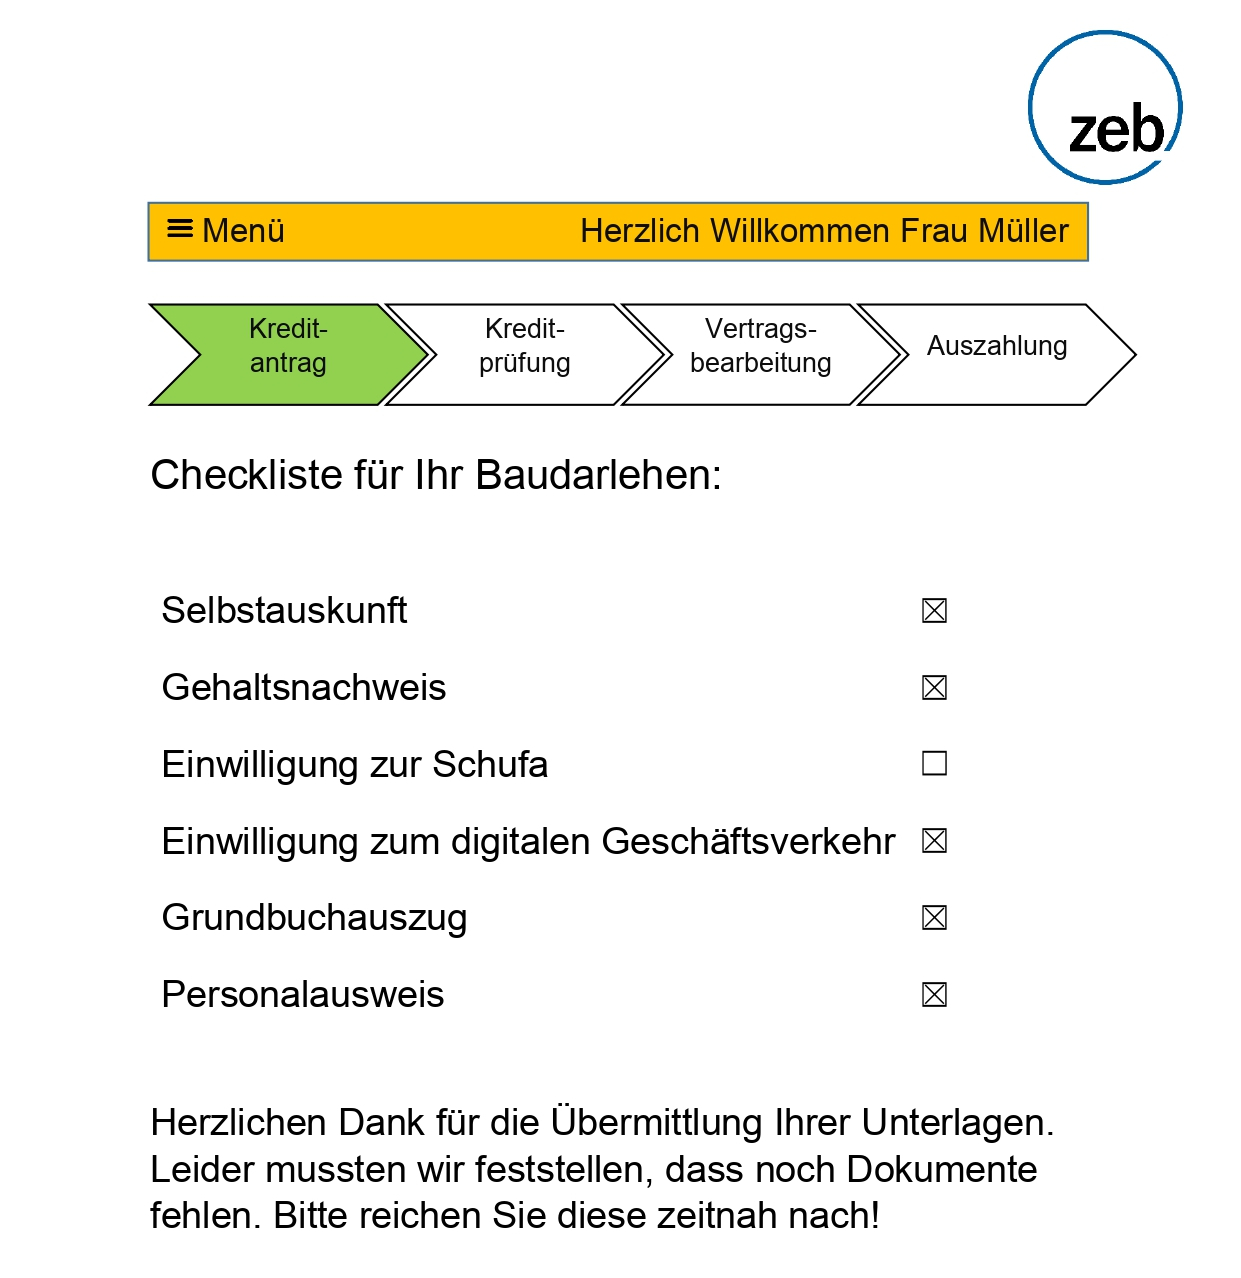 zeb
Menü Herzlich Willkommen Frau Müller
Kredit-
antrag
Kredit-
prüfung
Vertrags-
bearbeitung
Auszahlung
Checkliste für Ihr Baudarlehen:
Selbstauskunft ☒
Gehaltsnachweis ☒
Einwilligung zur Schufa ☐
Einwilligung zum digitalen Geschäftsverkehr ☒
Grundbuchauszug ☒
Personalausweis ☒
Herzlichen Dank für die Übermittlung Ihrer Unterlagen.
Leider mussten wir feststellen, dass noch Dokumente
fehlen. Bitte reichen Sie diese zeitnah nach!